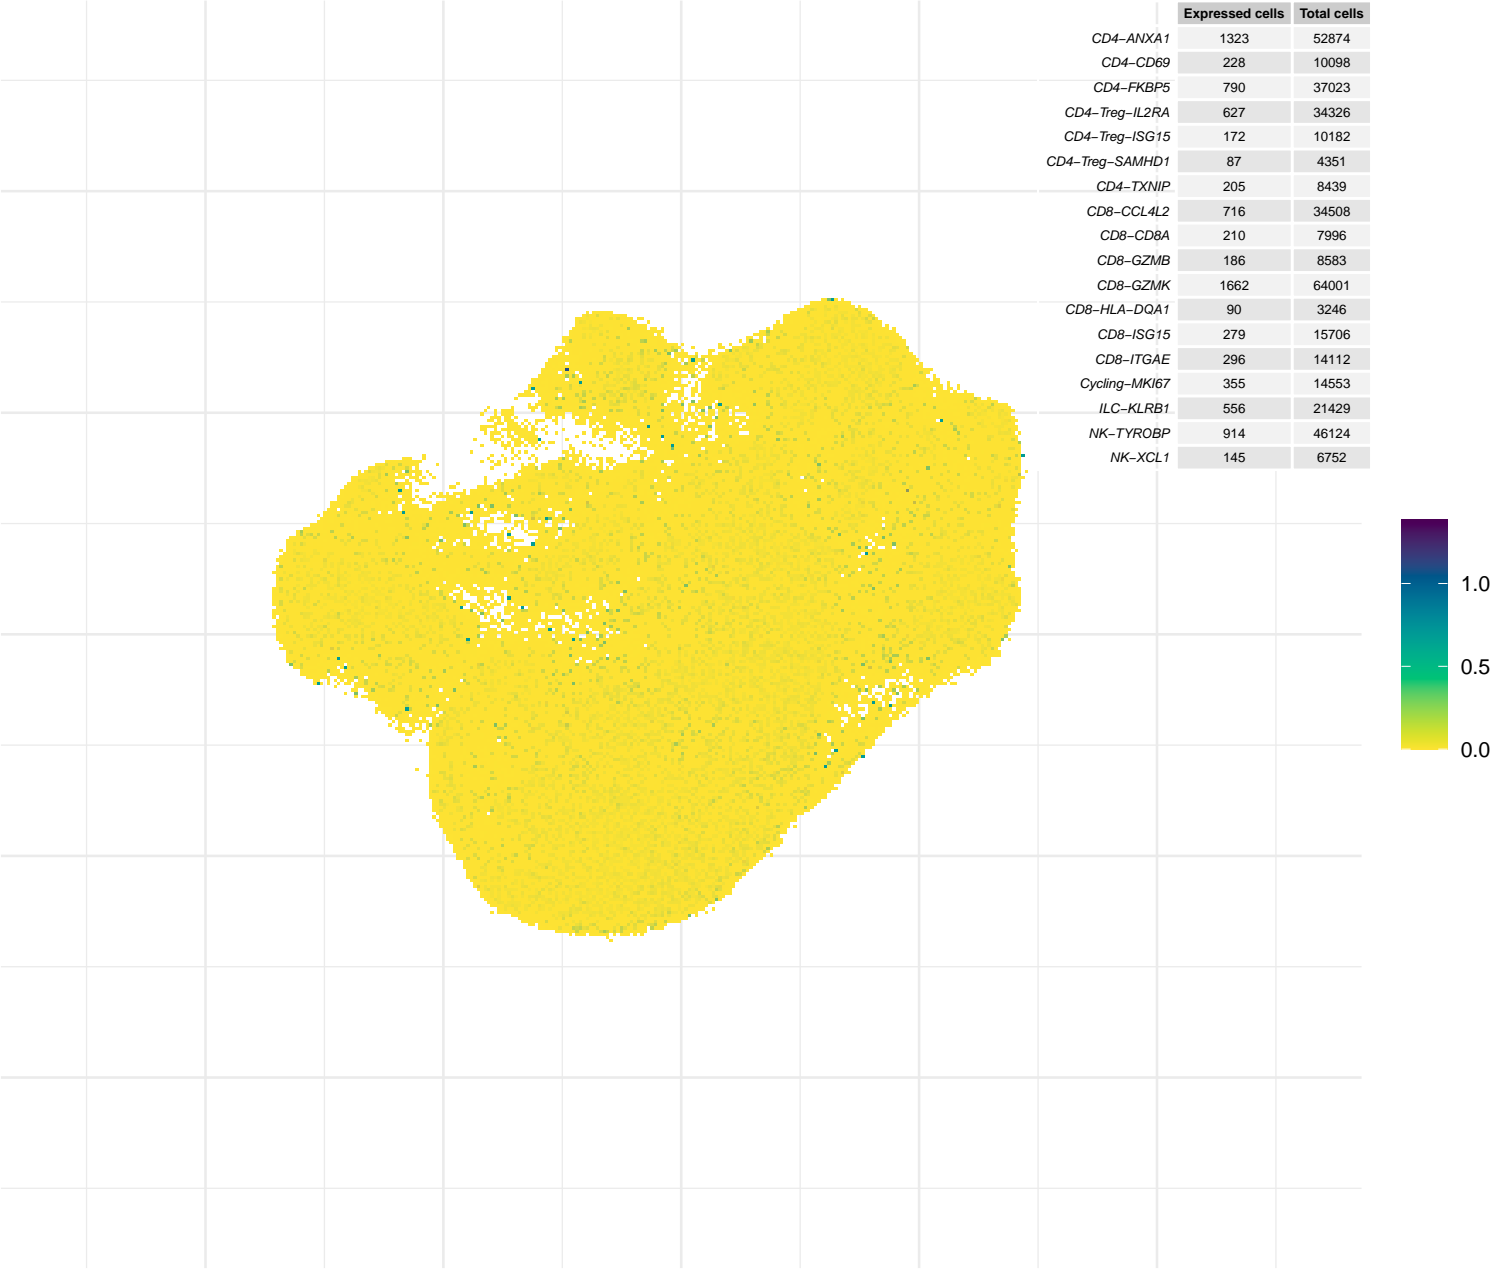 Expressed cells Total cells
CD4−ANXA1 1323 52874
CD4−CD69 228 10098
CD4−FKBP5 790 37023
CD4−Treg−IL2RA 627 34326
CD4−Treg−ISG15 172 10182
CD4−Treg−SAMHD1 87 4351
CD4−TXNIP 205 8439
CD8−CCL4L2 716 34508
CD8−CD8A 210 7996
CD8−GZMB 186 8583
CD8−GZMK 1662 64001
CD8−HLA−DQA1 90 3246
CD8−ISG15 279 15706
CD8−ITGAE 296 14112
Cycling−MKI67 355 14553
ILC−KLRB1 556 21429
NK−TYROBP 914 46124
NK−XCL1 145 6752
1.0
0.5
0.0